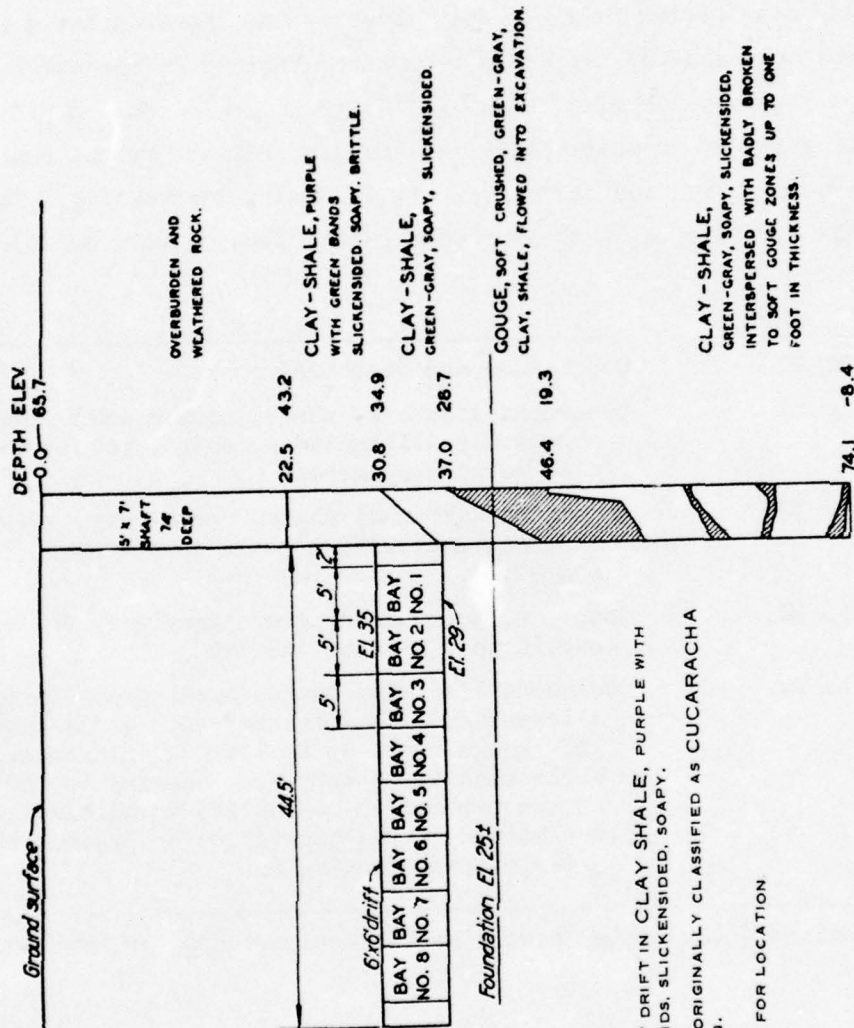 DEPTH ELEV.
0.0 65.7
Ground surface
5' x 7'
SHAFT
74'
DEEP
OVERBURDEN AND
WEATHERED ROCK.
22.5 43.2
CLAY-SHALE, PURPLE
WITH GREEN BANDS
SLICKENSIDED. SOAPY. BRITTLE.
30.8 34.9
CLAY-SHALE,
GREEN-GRAY, SOAPY, SLICKENSIDED.
37.0 28.7
GOUGE, SOFT CRUSHED, GREEN-GRAY,
CLAY, SHALE, FLOWED INTO EXCAVATION.
46.4 19.3
CLAY-SHALE,
GREEN-GRAY, SOAPY, SLICKENSIDED,
INTERSPERSED WITH BADLY BROKEN
TO SOFT GOUGE ZONES UP TO ONE
FOOT IN THICKNESS.
74.1 -8.4
44.5'
5' 5' 5' 2'
6'x6' drift
El. 35
BAY BAY BAY BAY BAY BAY BAY BAY
NO. 8 NO. 7 NO. 6 NO. 5 NO. 4 NO. 3 NO. 2 NO. 1
El. 29
Foundation El. 25±
DRIFT IN CLAY SHALE, PURPLE WITH
NDS, SLICKENSIDED, SOAPY.
ORIGINALLY CLASSIFIED AS CUCARACHA
FOR LOCATION